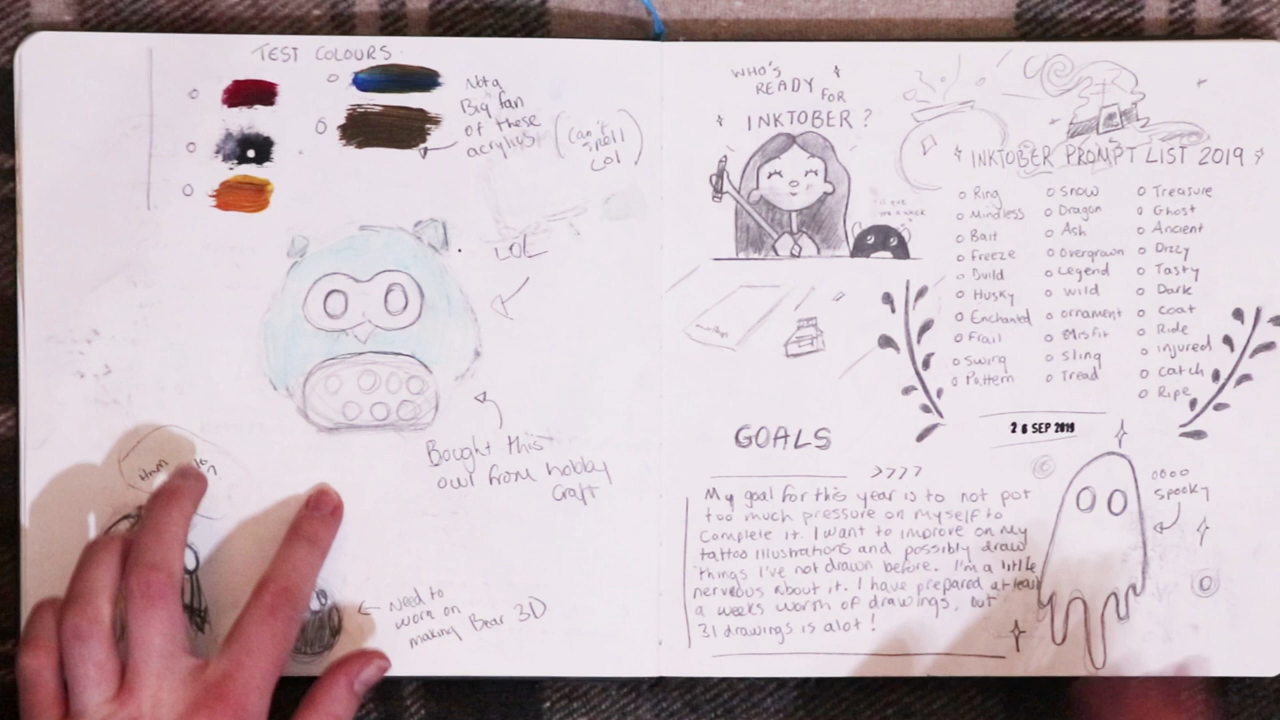 TEST COLOURS
Not a
Big fan
of these
acrylics
(can't
spell
LOL)
LOL
Bought this
owl from hobby
craft
Hmm
need to
work on
making Bear 3D
WHO'S
READY
FOR
INKTOBER?
INKTOBER PROMPT LIST 2019
Ring
Mindless
Bait
Freeze
Build
Husky
Enchanted
Frail
Swing
Pattern
Snow
Dragon
Ash
Overgrown
Legend
Wild
ornament
Misfit
Sling
Tread
Treasure
Ghost
Ancient
Dizzy
Tasty
Dark
Coat
Ride
injured
catch
Ripe
26 SEP 2019
GOALS
>>>>
My goal for this year is to not pot
too much pressure on myself to
complete it. I want to improve on my
tattoo illustrations and possibly draw
things I've not drawn before. I'm a little
nervous about it. I have prepared at least
a weeks worth of drawings, but
31 drawings is alot!
oooo
spooky